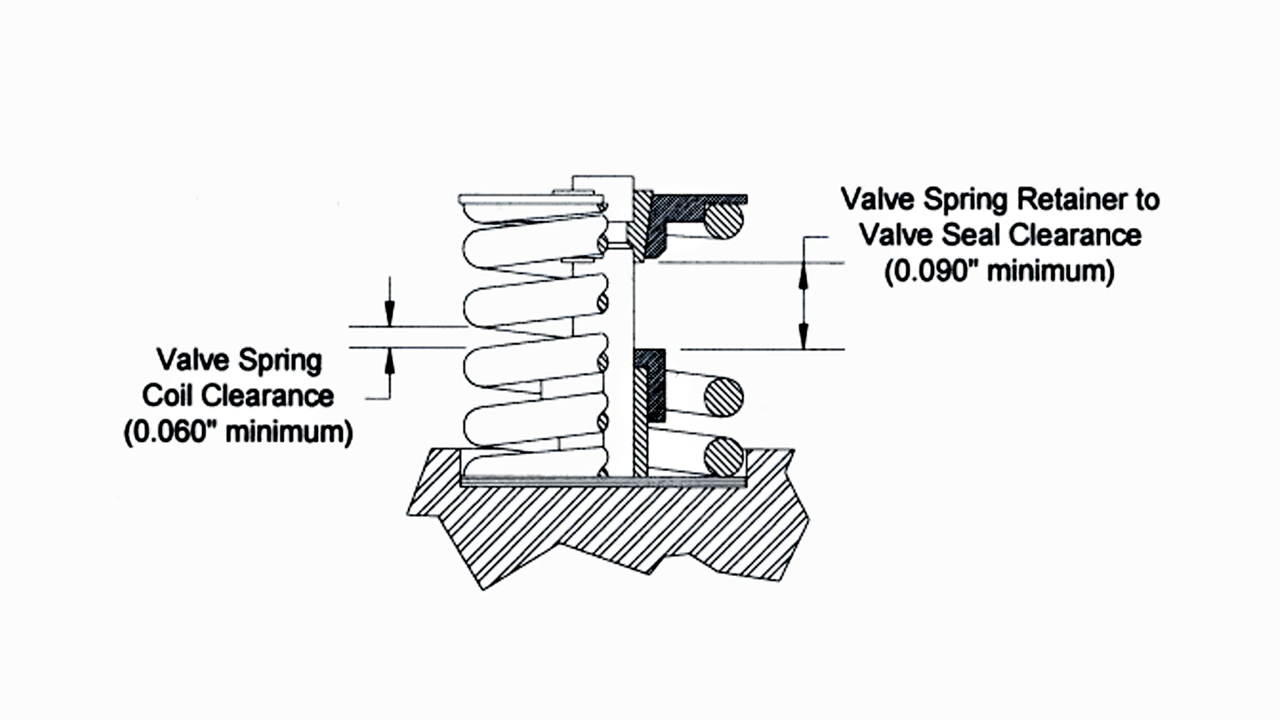 Valve Spring Retainer to
Valve Seal Clearance
(0.090" minimum)
Valve Spring
Coil Clearance
(0.060" minimum)